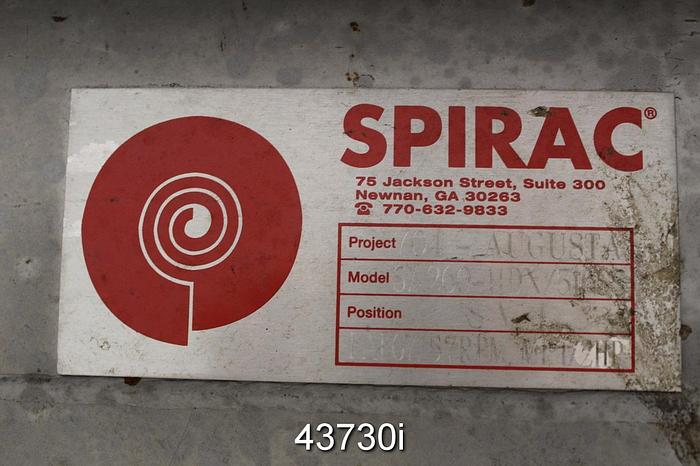 SPIRAC®
75 Jackson Street, Suite 300
Newnan, GA 30263
☎ 770-632-9833
Project - AUGUSTA
Model
Position
43730i